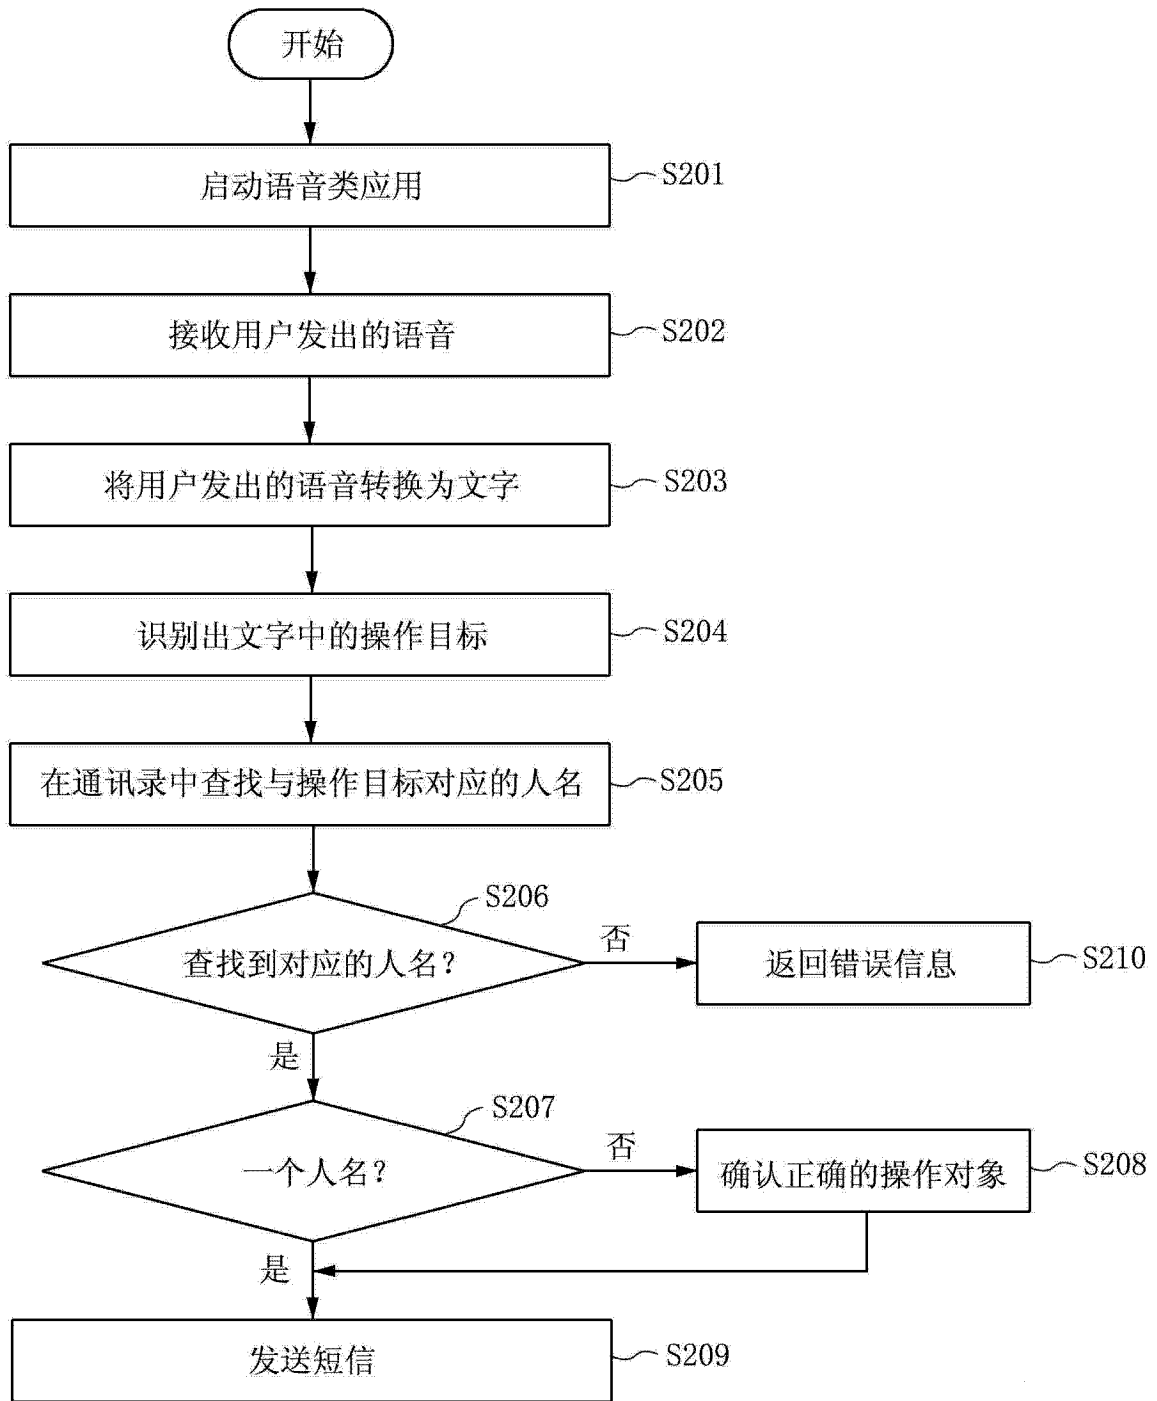 开始
启动语音类应用
S201
接收用户发出的语音
S202
将用户发出的语音转换为文字
S203
识别出文字中的操作目标
S204
在通讯录中查找与操作目标对应的人名
S205
S206
查找到对应的人名?
否
返回错误信息
S210
是
S207
一个人名?
否
确认正确的操作对象
S208
是
发送短信
S209